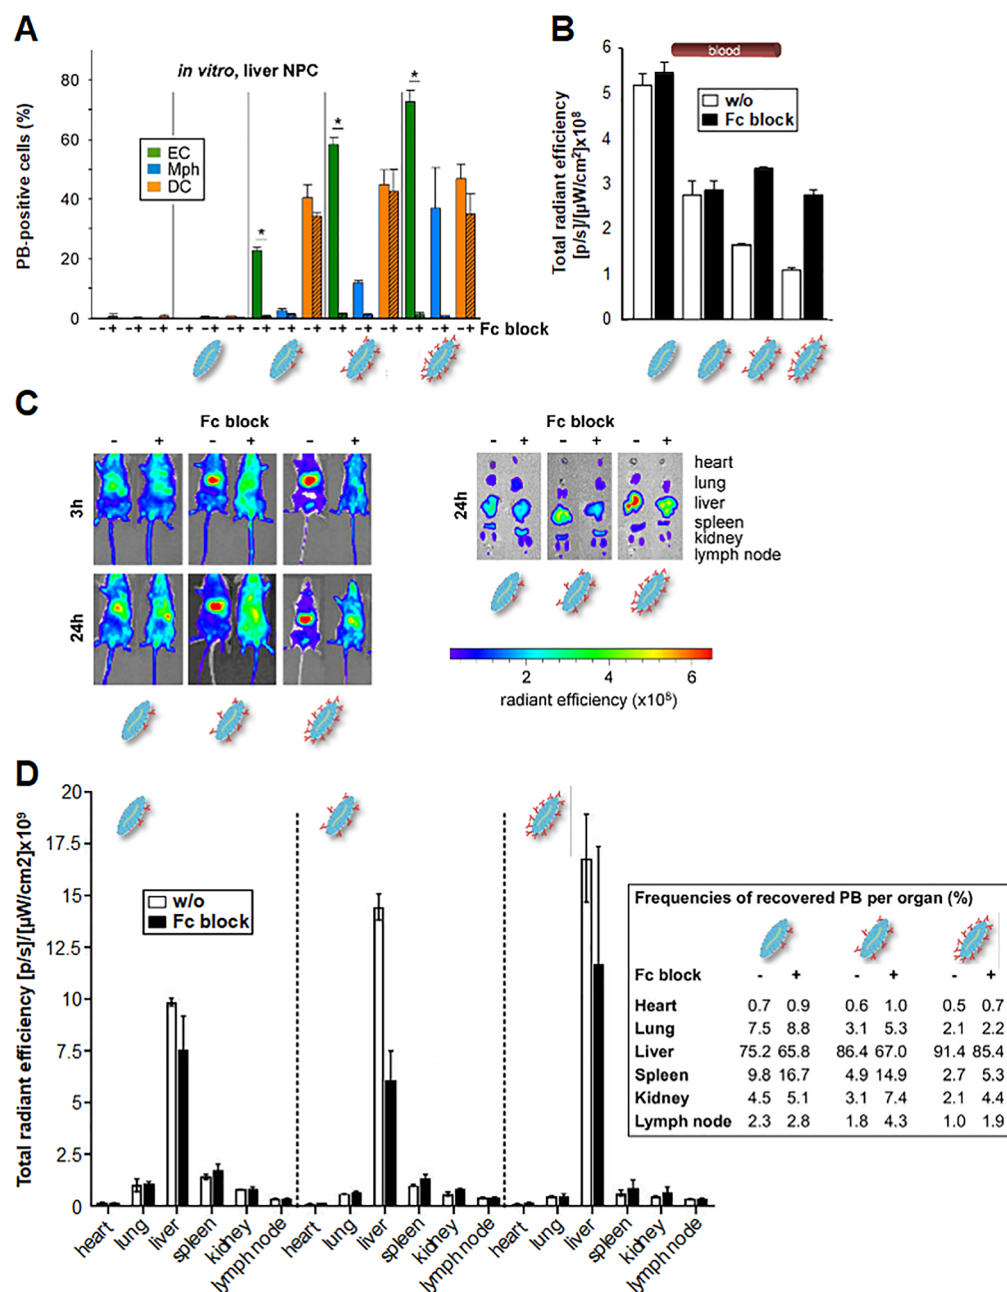 A
in vitro, liver NPC
PB-positive cells (%)
80
60
40
20
0
EC
Mph
DC
* * *
- + - + - + - + - + - + - + - + - + - + - + - + - + - + - + Fc block
B
blood
Total radiant efficiency
[p/s]/[µW/cm²]x10⁸
6
5
4
3
2
1
0
w/o
Fc block
C
Fc block
- + - + - +
3h
24h
Fc block
- + - + - +
24h
heart
lung
liver
spleen
kidney
lymph node
2 4 6
radiant efficiency (x10⁸)
D
Total radiant efficiency [p/s]/[µW/cm2]x10⁹
20
17.5
15
12.5
10
7.5
5
2.5
0
w/o
Fc block
heart lung liver spleen kidney lymph node heart lung liver spleen kidney lymph node heart lung liver spleen kidney lymph node
Frequencies of recovered PB per organ (%)
Fc block - + - + - +
Heart 0.7 0.9 0.6 1.0 0.5 0.7
Lung 7.5 8.8 3.1 5.3 2.1 2.2
Liver 75.2 65.8 86.4 67.0 91.4 85.4
Spleen 9.8 16.7 4.9 14.9 2.7 5.3
Kidney 4.5 5.1 3.1 7.4 2.1 4.4
Lymph node 2.3 2.8 1.8 4.3 1.0 1.9